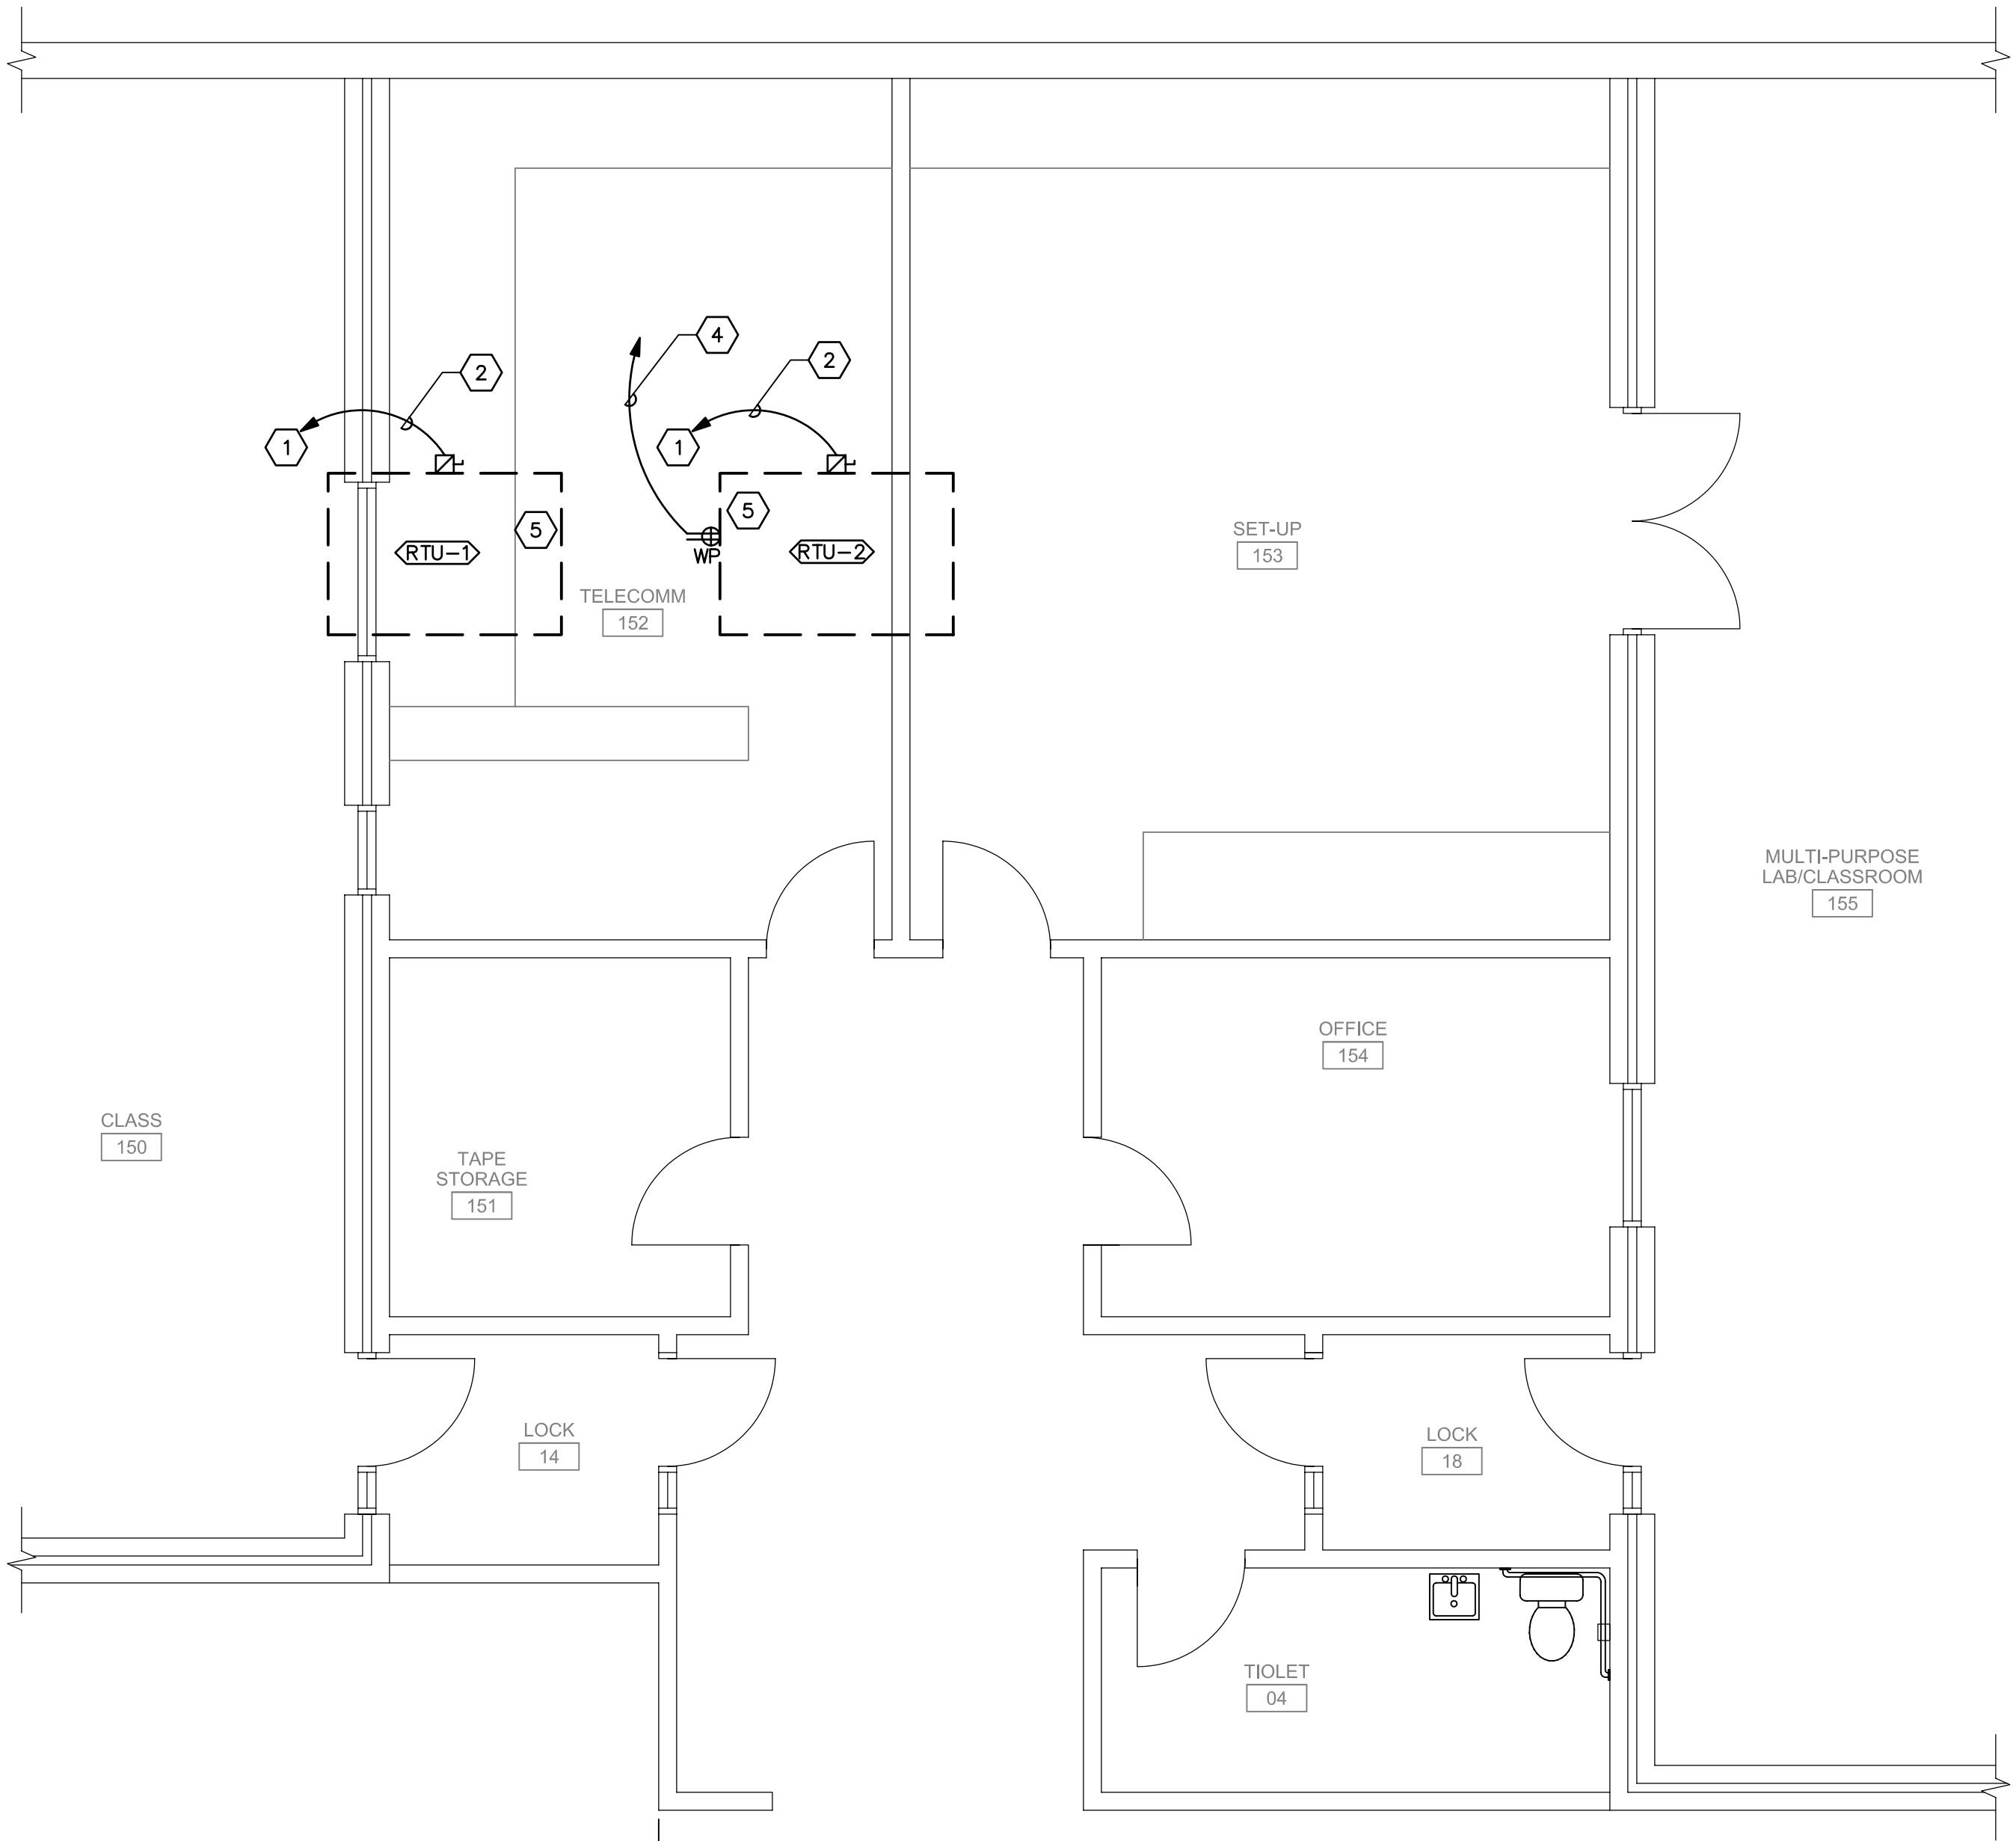 4
2
2
1
1
5
5
RTU-1
RTU-2
WP
SET-UP
153
TELECOMM
152
MULTI-PURPOSE
LAB/CLASSROOM
155
OFFICE
154
CLASS
150
TAPE
STORAGE
151
LOCK
14
LOCK
18
TIOLET
04